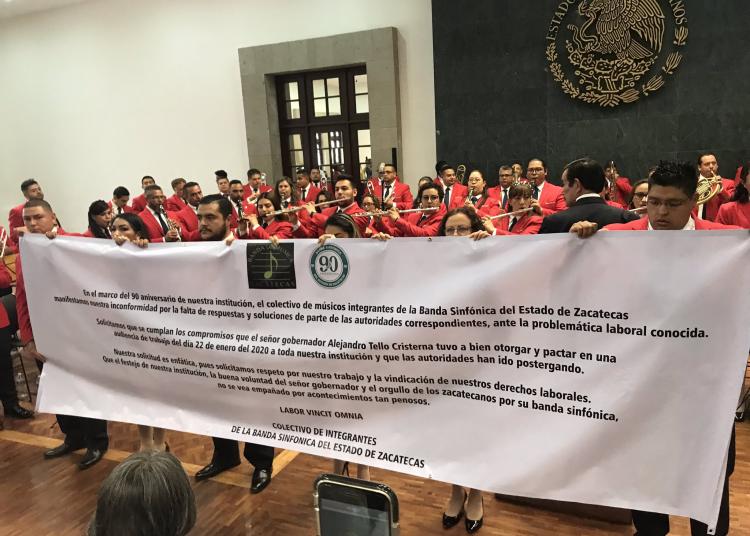 ESTADOS UNIDOS
ZACATECAS
90
En el marco del 90 aniversario de nuestra institución, el colectivo de músicos integrantes de la Banda Sinfónica del Estado de Zacatecas
manifestamos nuestra inconformidad por la falta de respuestas y soluciones de parte de las autoridades correspondientes, ante la problemática laboral conocida.
Solicitamos que se cumplan los compromisos que el señor gobernador Alejandro Tello Cristerna tuvo a bien otorgar y pactar en una
audiencia de trabajo del día 22 de enero del 2020 a toda nuestra institución y que las autoridades han ido postergando.
Nuestra solicitud es enfática, pues solicitamos respeto por nuestro trabajo y la vindicación de nuestros derechos laborales.
Que el festejo de nuestra institución, la buena voluntad del señor gobernador y el orgullo de los zacatecanos por su banda sinfónica,
no se vea empañado por acontecimientos tan penosos.
LABOR VINCIT OMNIA
COLECTIVO DE INTEGRANTES
DE LA BANDA SINFONICA DEL ESTADO DE ZACATECAS